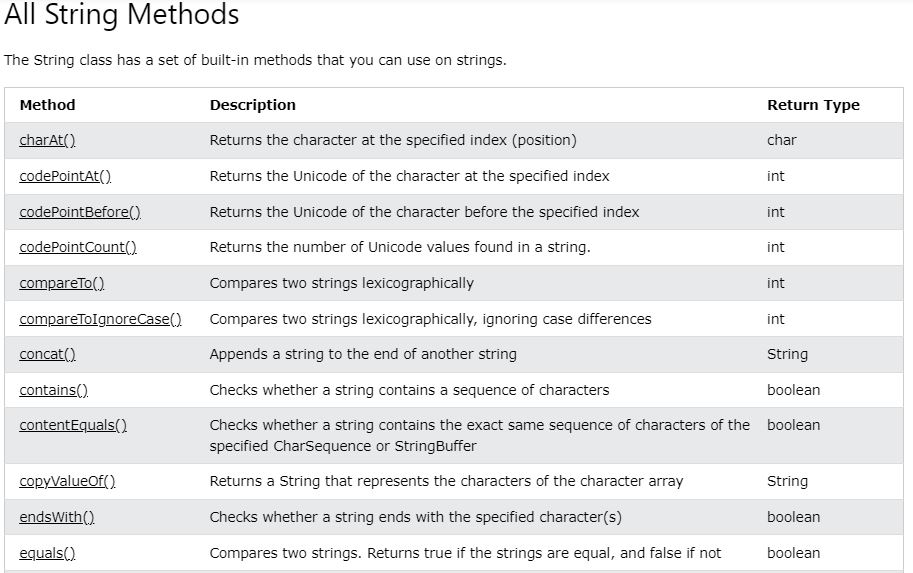 All String Methods
The String class has a set of built-in methods that you can use on strings.
Method Description Return Type
charAt() Returns the character at the specified index (position) char
codePointAt() Returns the Unicode of the character at the specified index int
codePointBefore() Returns the Unicode of the character before the specified index int
codePointCount() Returns the number of Unicode values found in a string. int
compareTo() Compares two strings lexicographically int
compareToIgnoreCase() Compares two strings lexicographically, ignoring case differences int
concat() Appends a string to the end of another string String
contains() Checks whether a string contains a sequence of characters boolean
contentEquals() Checks whether a string contains the exact same sequence of characters of the boolean
specified CharSequence or StringBuffer
copyValueOf() Returns a String that represents the characters of the character array String
endsWith() Checks whether a string ends with the specified character(s) boolean
equals() Compares two strings. Returns true if the strings are equal, and false if not boolean